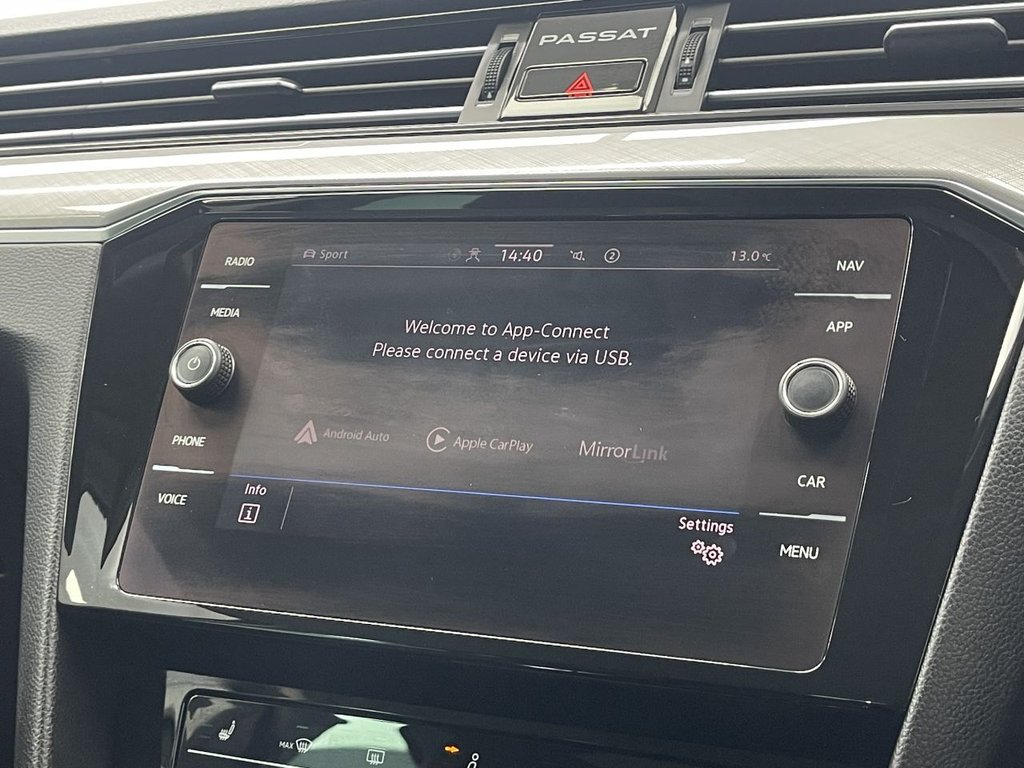 PASSAT
Sport 14:40 2 13.0°C
RADIO
MEDIA
PHONE
VOICE
Welcome to App-Connect
Please connect a device via USB.
Android Auto Apple CarPlay MirrorLink
Info
i
Settings
NAV
APP
CAR
MENU
MAX